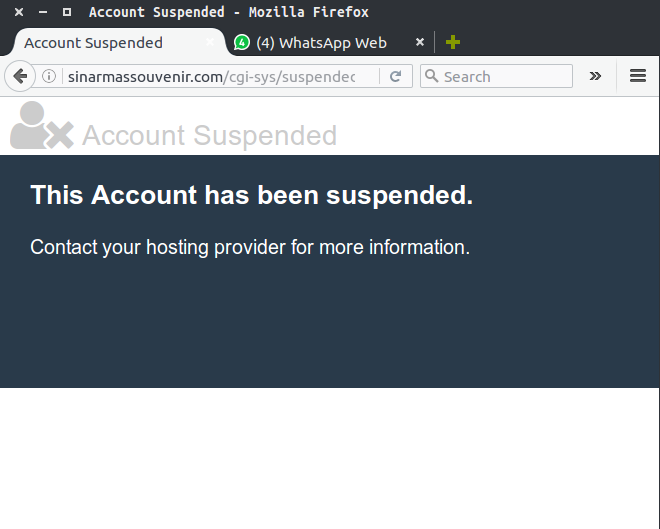 Account Suspended - Mozilla Firefox
Account Suspended
(4) WhatsApp Web
4
sinarmassouvenir.com/cgi-sys/suspended
Search
Account Suspended
This Account has been suspended.
Contact your hosting provider for more information.